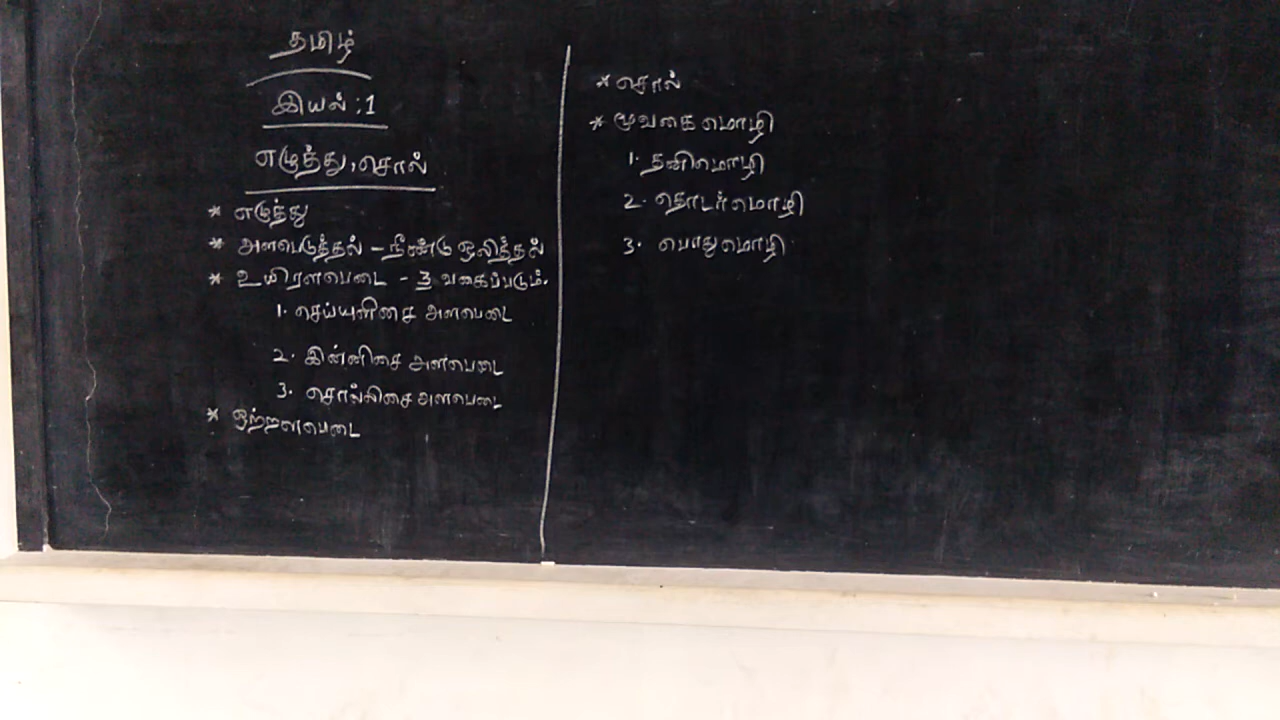 தமிழ்
இயல் : 1
எழுத்து, சொல்
* எழுத்து
* அளபெடுத்தல் – நீண்டு ஒலித்தல்
* உயிரளபெடை – 3 வகைப்படும்.
1. செய்யுளிசை அளபெடை
2. இன்னிசை அளபெடை
3. சொல்லிசை அளபெடை
* ஒற்றளபெடை
* சொல்
* மூவகை மொழி
1. தனிமொழி
2. தொடர்மொழி
3. பொதுமொழி